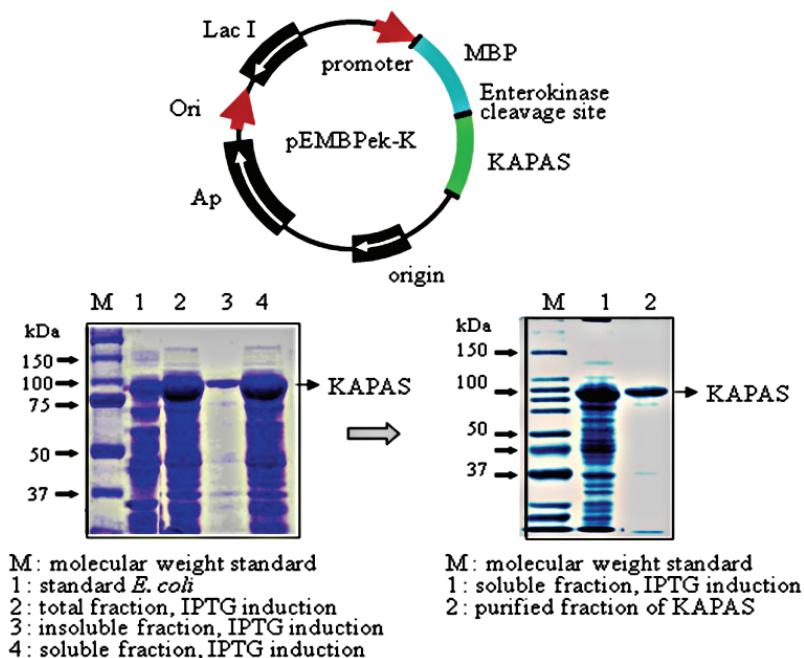 Lac I
promoter
MBP
Enterokinase
cleavage site
Ori
pEMBPek-K
KAPAS
Ap
origin
M 1 2 3 4
kDa
150
100
75
50
37
KAPAS
M : molecular weight standard
1 : standard E. coli
2 : total fraction, IPTG induction
3 : insoluble fraction, IPTG induction
4 : soluble fraction, IPTG induction
M 1 2
kDa
150
100
50
37
KAPAS
M : molecular weight standard
1 : soluble fraction, IPTG induction
2 : purified fraction of KAPAS